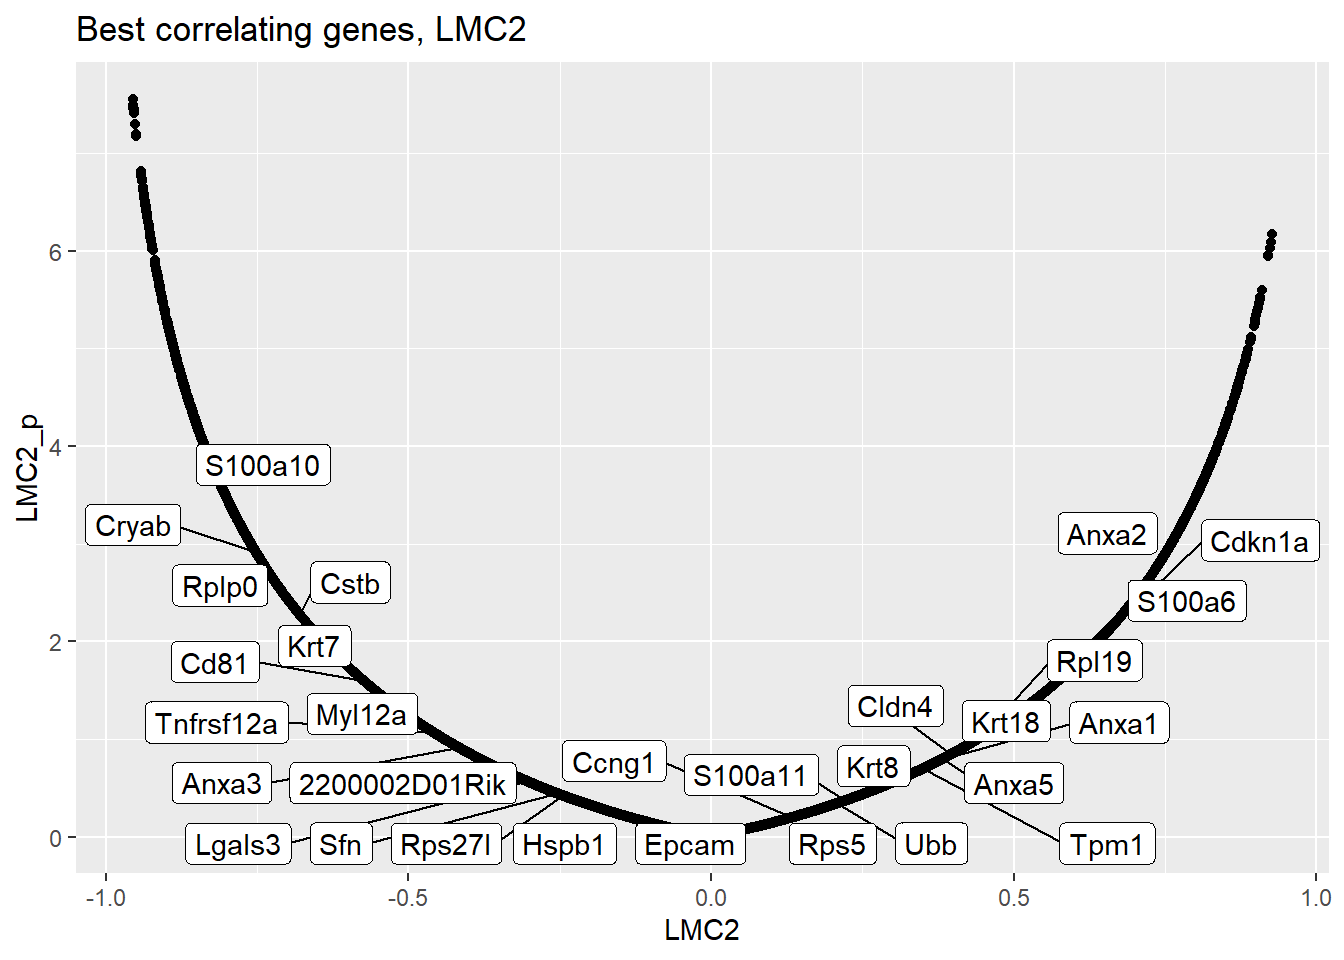 Best correlating genes, LMC2
LMC2_p
6
4
2
0
S100a10
Cryab
Anxa2
Cdkn1a
Rplp0
Cstb
S100a6
Krt7
Cd81
Rpl19
Tnfrsf12a
Myl12a
Cldn4
Krt18
Anxa1
Anxa3
2200002D01Rik
Ccng1
S100a11
Krt8
Anxa5
Lgals3
Sfn
Rps27l
Hspb1
Epcam
Rps5
Ubb
Tpm1
-1.0
-0.5
0.0
0.5
1.0
LMC2